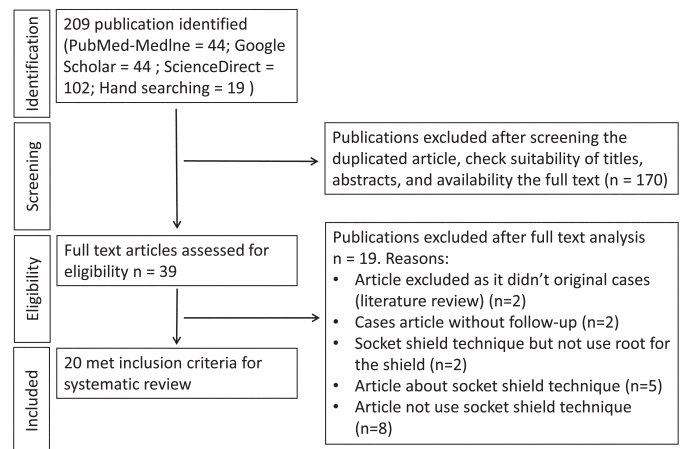 Identification
209 publication identified
(PubMed-Medlne = 44; Google
Scholar = 44 ; ScienceDirect =
102; Hand searching = 19 )
Screening
Publications excluded after screening the
duplicated article, check suitability of titles,
abstracts, and availability the full text (n = 170)
Eligibility
Full text articles assessed for
eligibility n = 39
Publications excluded after full text analysis
n = 19. Reasons:
• Article excluded as it didn’t original cases
(literature review) (n=2)
• Cases article without follow-up (n=2)
• Socket shield technique but not use root for
the shield (n=2)
• Article about socket shield technique (n=5)
• Article not use socket shield technique
(n=8)
Included
20 met inclusion criteria for
systematic review